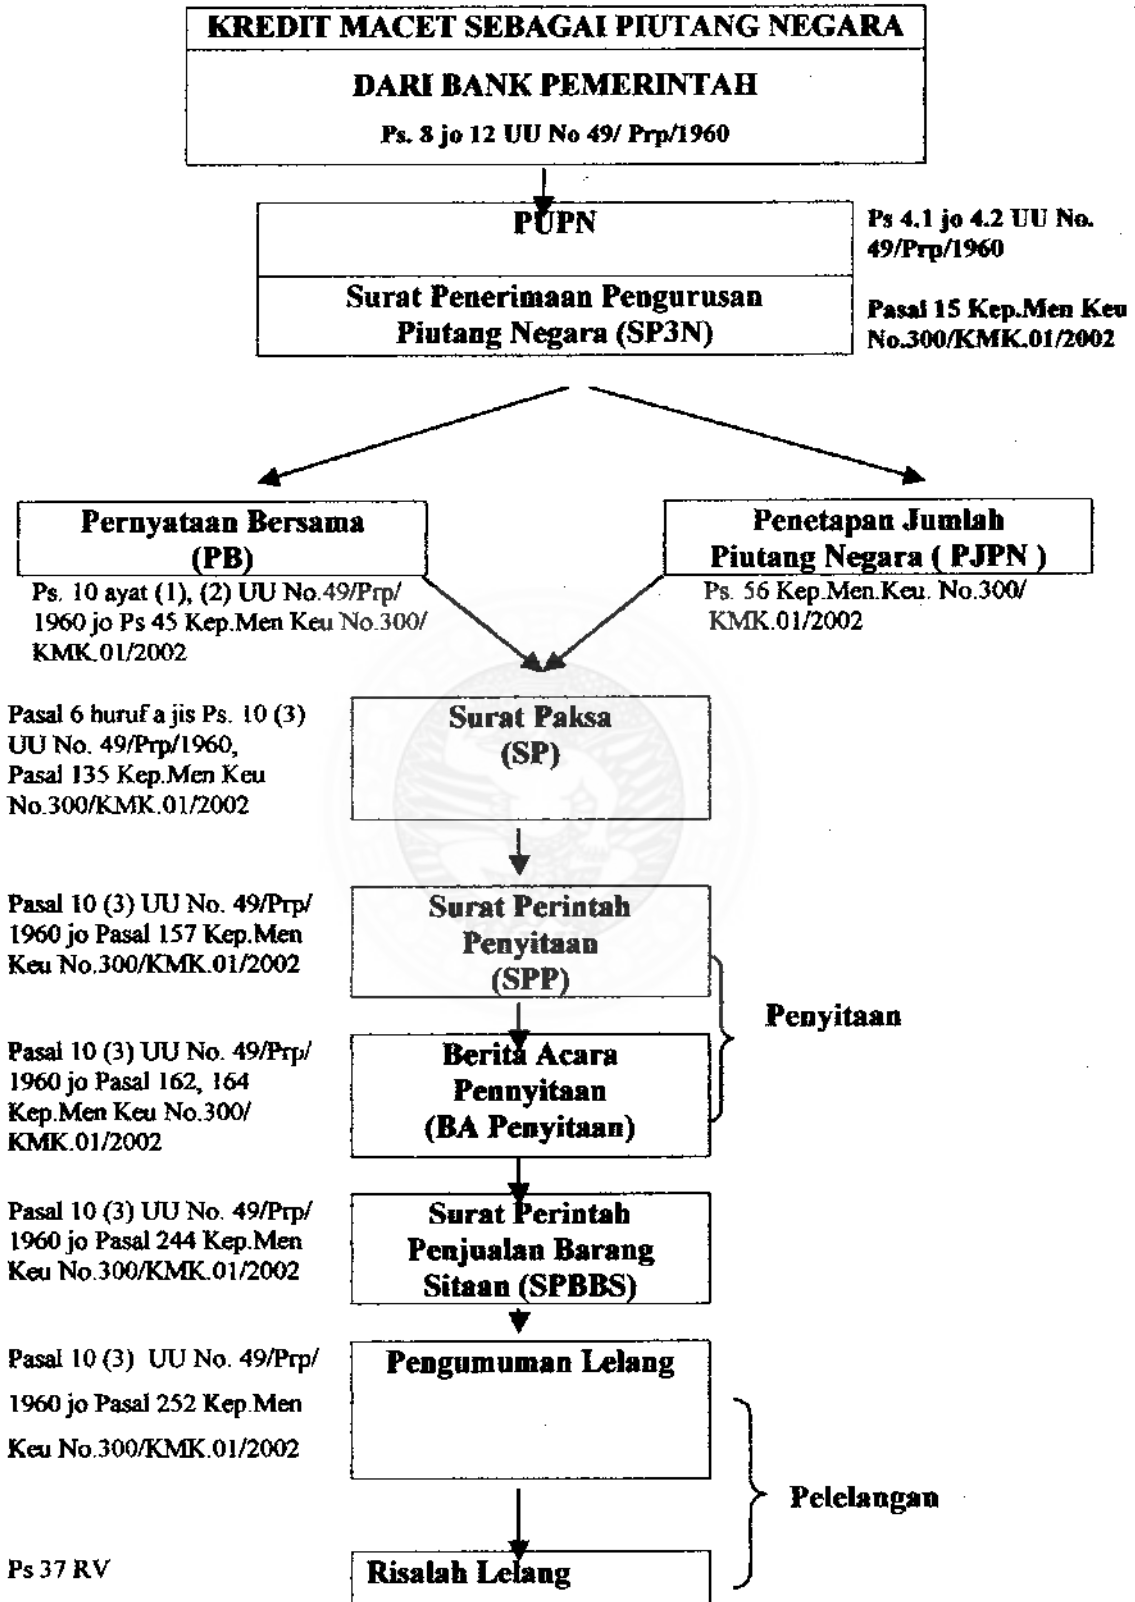 KREDIT MACET SEBAGAI PIUTANG NEGARA
DARI BANK PEMERINTAH
Ps. 8 jo 12 UU No 49/ Prp/1960
PUPN
Ps 4.1 jo 4.2 UU No.
49/Prp/1960
Surat Penerimaan Pengurusan
Piutang Negara (SP3N)
Pasal 15 Kep.Men Keu
No.300/KMK.01/2002
Pernyataan Bersama
(PB)
Ps. 10 ayat (1), (2) UU No.49/Prp/
1960 jo Ps 45 Kep.Men Keu No.300/
KMK.01/2002
Penetapan Jumlah
Piutang Negara ( PJPN )
Ps. 56 Kep.Men.Keu. No.300/
KMK.01/2002
Pasal 6 huruf a jis Ps. 10 (3)
UU No. 49/Prp/1960,
Pasal 135 Kep.Men Keu
No.300/KMK.01/2002
Surat Paksa
(SP)
Pasal 10 (3) UU No. 49/Prp/
1960 jo Pasal 157 Kep.Men
Keu No.300/KMK.01/2002
Surat Perintah
Penyitaan
(SPP)
Penyitaan
Pasal 10 (3) UU No. 49/Prp/
1960 jo Pasal 162, 164
Kep.Men Keu No.300/
KMK.01/2002
Berita Acara
Pennyitaan
(BA Penyitaan)
Pasal 10 (3) UU No. 49/Prp/
1960 jo Pasal 244 Kep.Men
Keu No.300/KMK.01/2002
Surat Perintah
Penjualan Barang
Sitaan (SPBBS)
Pasal 10 (3) UU No. 49/Prp/
1960 jo Pasal 252 Kep.Men
Keu No.300/KMK.01/2002
Pengumuman Lelang
Pelelangan
Ps 37 RV
Risalah Lelang